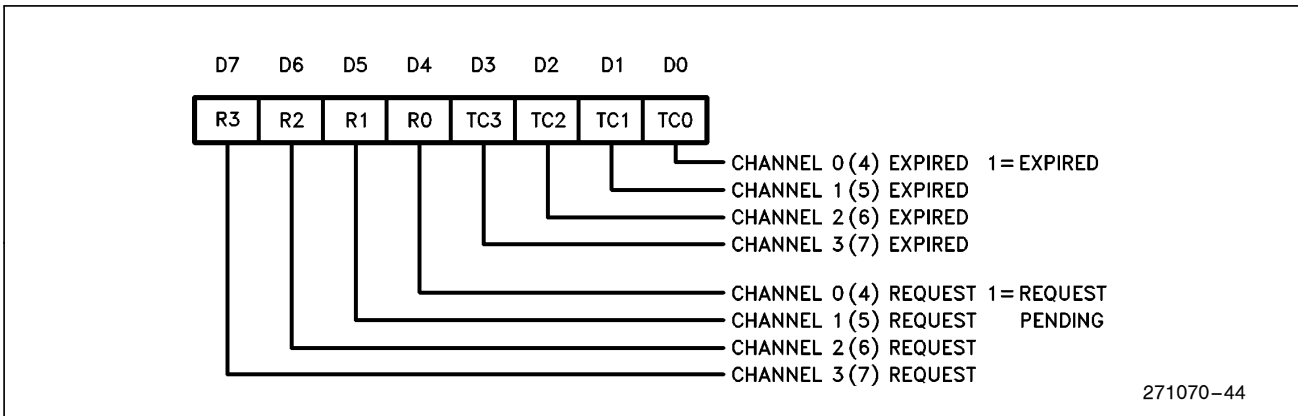 D7 D6 D5 D4 D3 D2 D1 D0
R3 R2 R1 R0 TC3 TC2 TC1 TC0
CHANNEL 0(4) EXPIRED 1=EXPIRED
CHANNEL 1(5) EXPIRED
CHANNEL 2(6) EXPIRED
CHANNEL 3(7) EXPIRED
CHANNEL 0(4) REQUEST 1=REQUEST
CHANNEL 1(5) REQUEST PENDING
CHANNEL 2(6) REQUEST
CHANNEL 3(7) REQUEST
271070-44